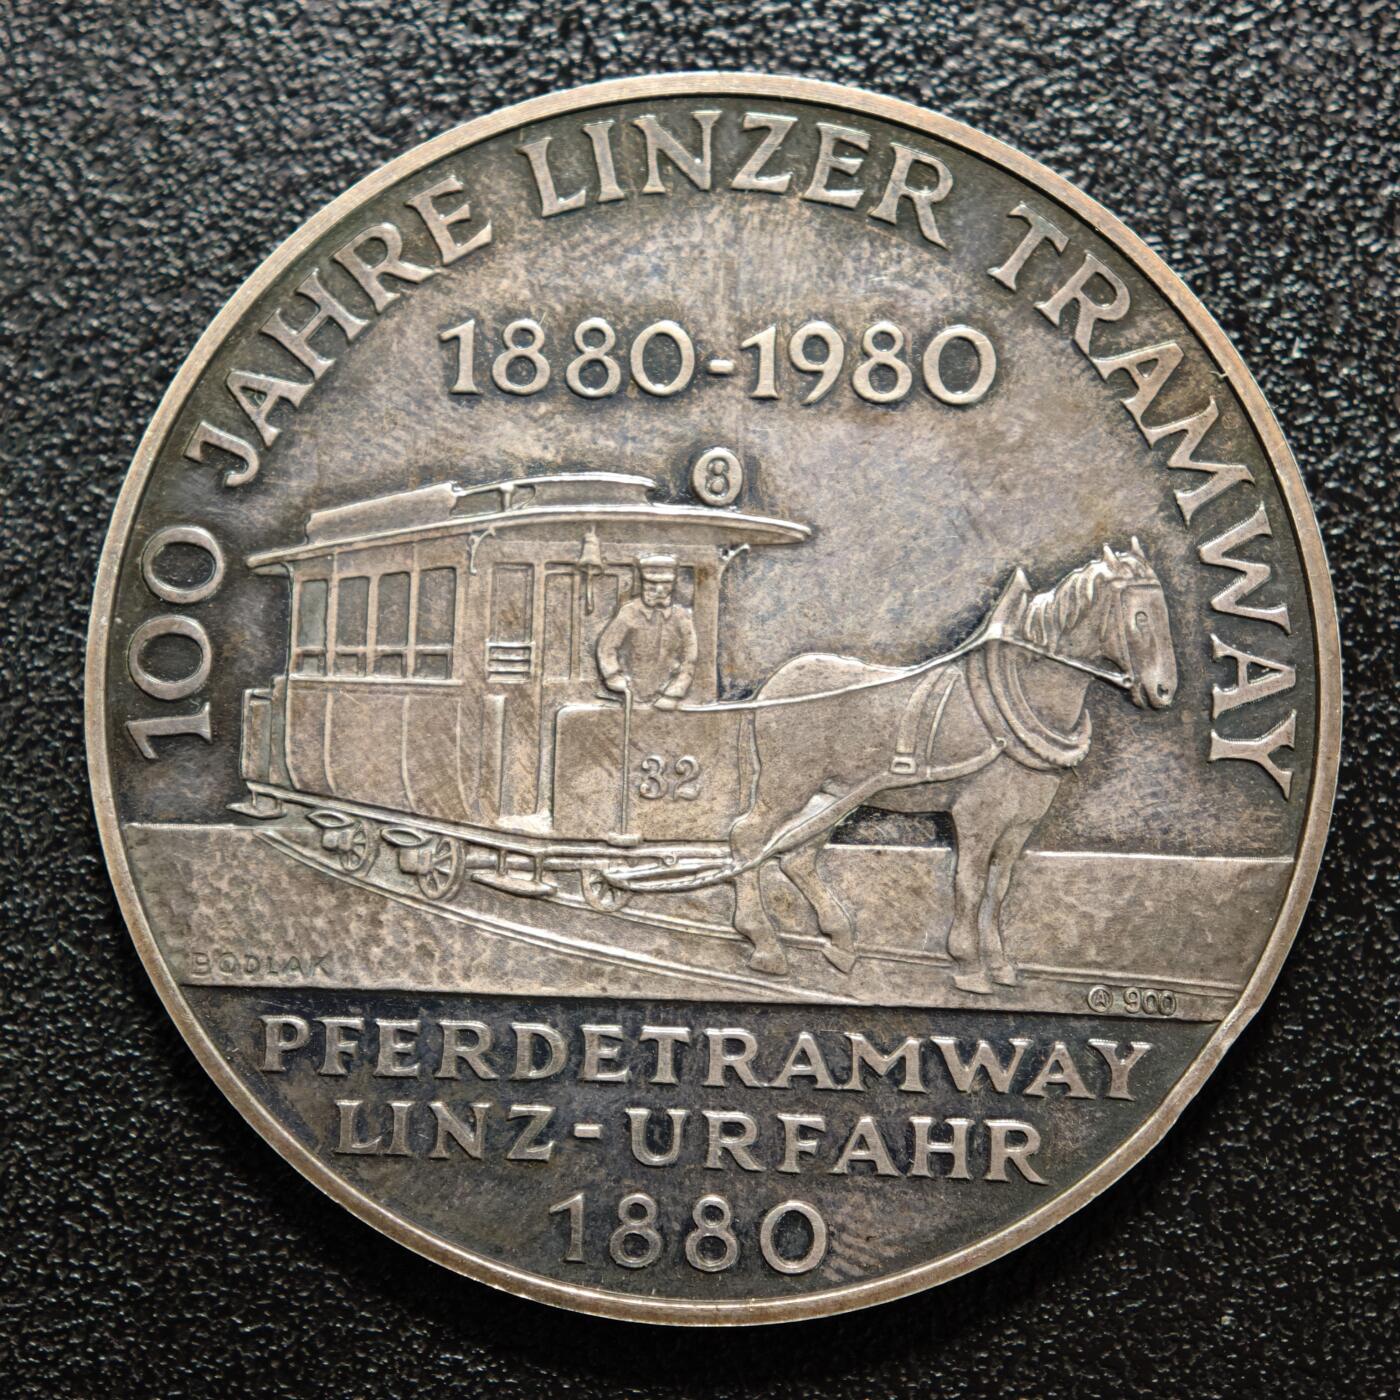 100 JAHRE LINZER TRAMWAY
1880-1980
8
32
BODLAK
A 900
PFERDETRAMWAY
LINZ-URFAHR
1880